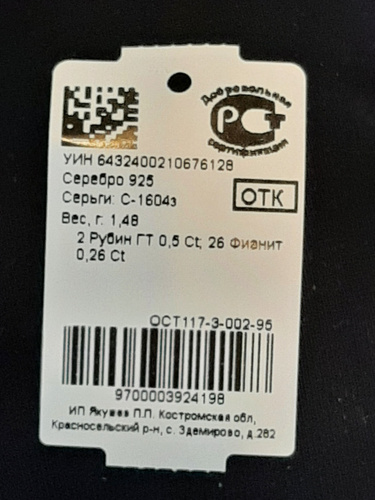 Добровольная
РСТ
сертификация
УИН 6432400210676128
Серебро 925
Серьги: С-1604з
ОТК
Вес, г: 1,48
2 Рубин ГТ 0,5 Ct; 26 Фианит
0,26 Ct
ОСТ117-3-002-95
9700003924198
ИП Якушев П.П. Костромская обл,
Красносельский р-н, с. Здемирово, д.282